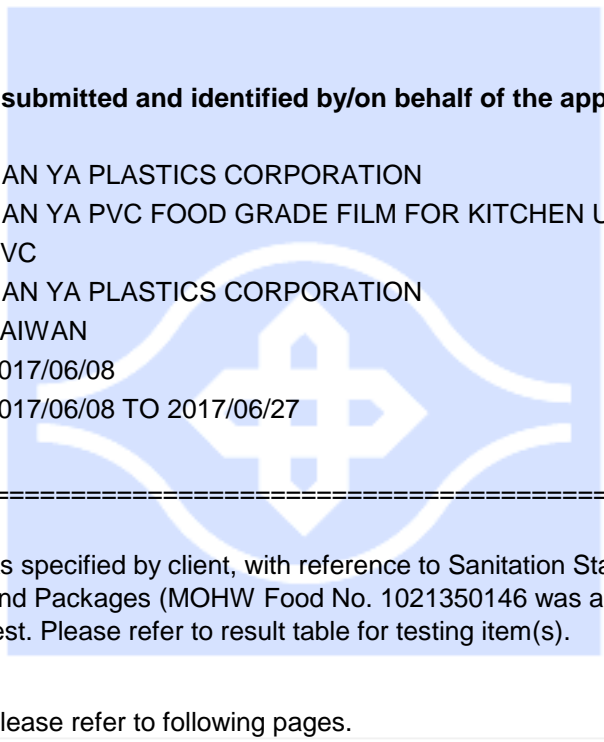 submitted and identified by/on behalf of the app
AN YA PLASTICS CORPORATION
AN YA PVC FOOD GRADE FILM FOR KITCHEN U
VC
AN YA PLASTICS CORPORATION
AIWAN
017/06/08
017/06/08 TO 2017/06/27
s specified by client, with reference to Sanitation Sta
nd Packages (MOHW Food No. 1021350146 was a
est. Please refer to result table for testing item(s).
lease refer to following pages.